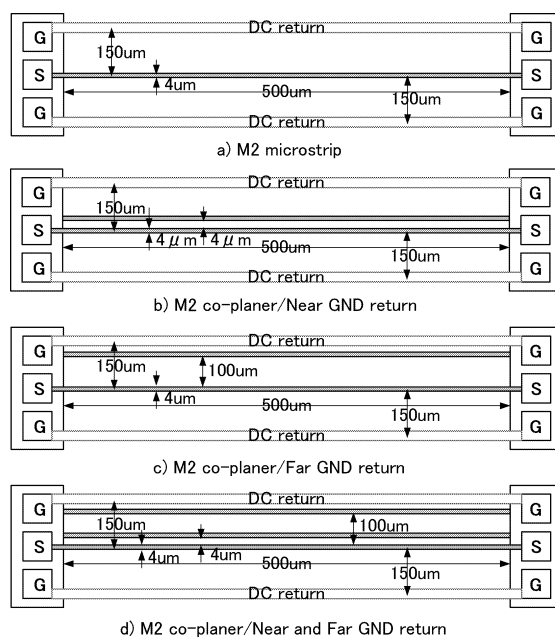 G DC return G
150um
S S
4um 500um
G 150um G
DC return
a) M2 microstrip
G DC return G
150um
S S
4μm 4μm 500um
G 150um G
DC return
b) M2 co-planer/Near GND return
G DC return G
150um 100um
S S
4um 500um
G 150um G
DC return
c) M2 co-planer/Far GND return
G DC return G
150um 100um
S S
4um 4um 500um
G 150um G
DC return
d) M2 co-planer/Near and Far GND return